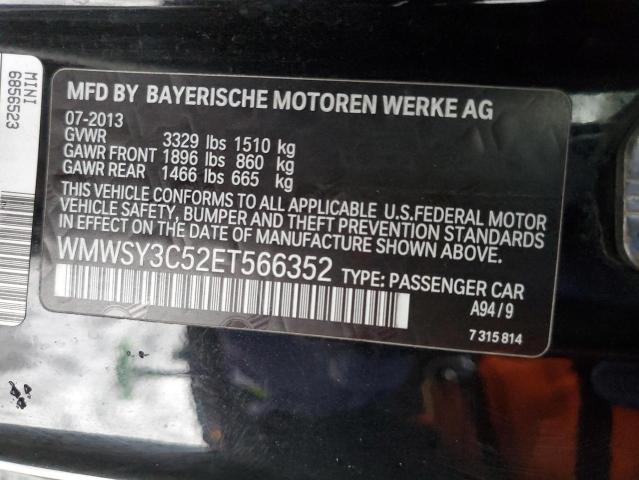 MINI
6856523
MFD BY BAYERISCHE MOTOREN WERKE AG
07-2013
GVWR 3329 lbs 1510 kg
GAWR FRONT 1896 lbs 860 kg
GAWR REAR 1466 lbs 665 kg
THIS VEHICLE CONFORMS TO ALL APPLICABLE U.S.FEDERAL MOTOR
VEHICLE SAFETY, BUMPER AND THEFT PREVENTION STANDARDS
IN EFFECT ON THE DATE OF MANUFACTURE SHOWN ABOVE.
WMWSY3C52ET566352 TYPE: PASSENGER CAR
A94/9
7 315 814